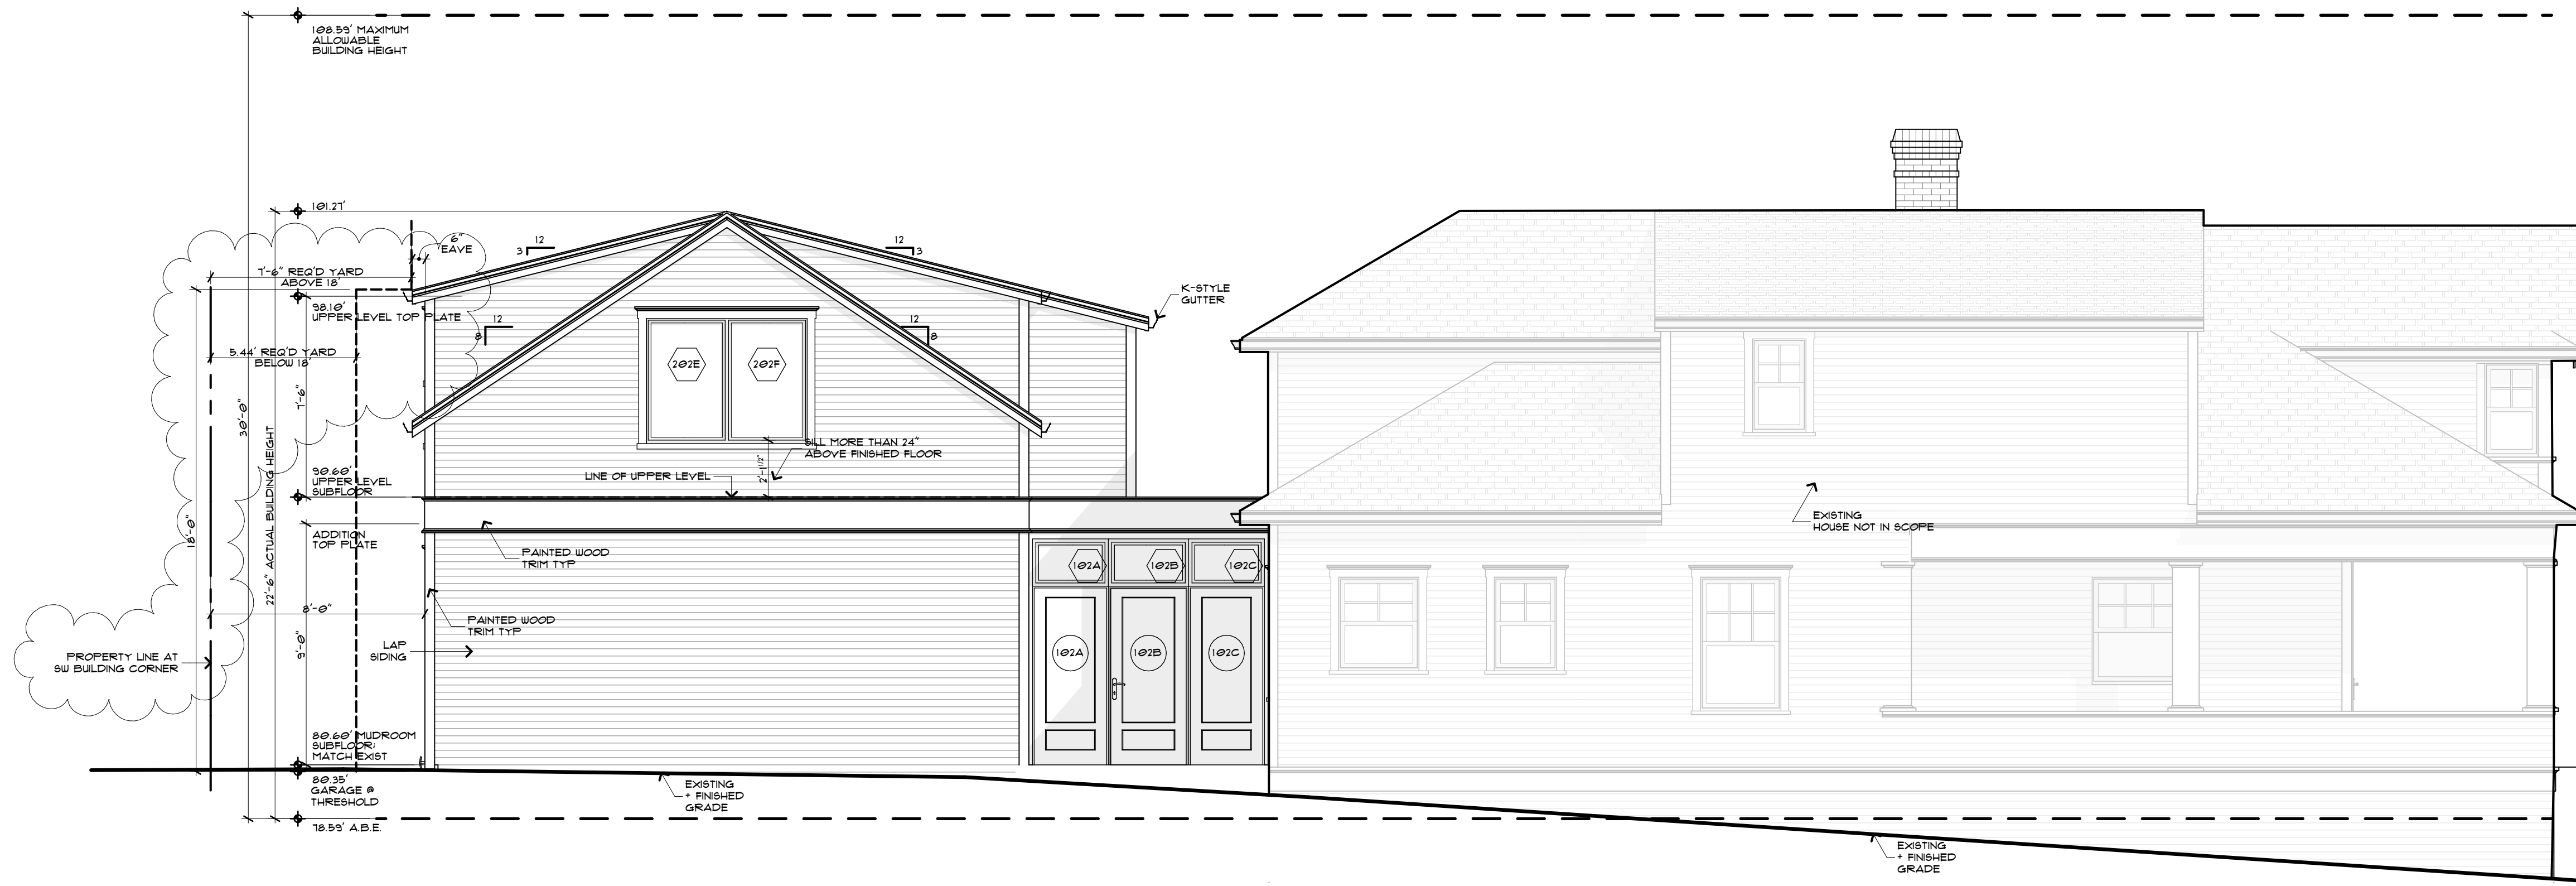 108.59' MAXIMUM
ALLOWABLE
BUILDING HEIGHT
101.27'
6"
EAVE
12
3
12
3
7'-6" REQ'D YARD
ABOVE 18'
98.10'
UPPER LEVEL TOP PLATE
K-STYLE
GUTTER
12
8
12
8
5.44' REQ'D YARD
BELOW 18'
202E
202F
7'-6"
30'-0"
22'-6" ACTUAL BUILDING HEIGHT
18'-0"
SILL MORE THAN 24"
ABOVE FINISHED FLOOR
2'-1 1/2"
90.60'
UPPER LEVEL
SUBFLOOR
LINE OF UPPER LEVEL
EXISTING
HOUSE NOT IN SCOPE
ADDITION
TOP PLATE
PAINTED WOOD
TRIM TYP
102A
102B
102C
8'-0"
PAINTED WOOD
TRIM TYP
9'-0"
LAP
SIDING
PROPERTY LINE AT
SW BUILDING CORNER
102A
102B
102C
80.60' MUDROOM
SUBFLOOR;
MATCH EXIST
80.35'
GARAGE @
THRESHOLD
EXISTING
+ FINISHED
GRADE
78.59' A.B.E.
EXISTING
+ FINISHED
GRADE